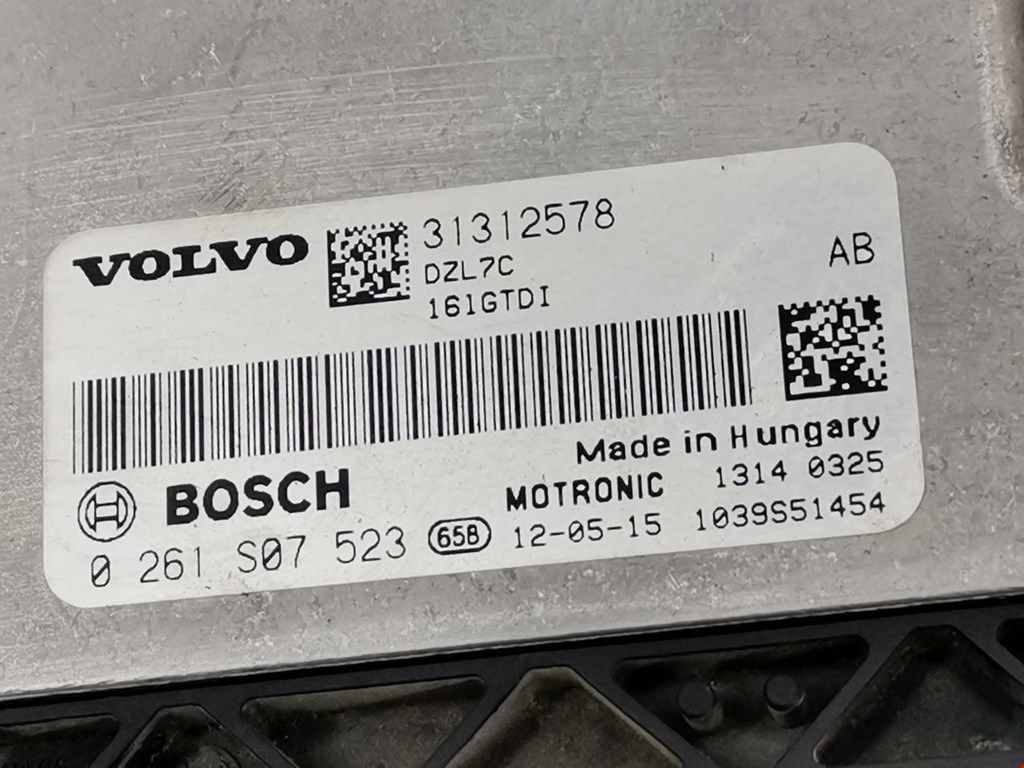 VOLVO 31312578
DZL7C AB
161GTDI
Made in Hungary
BOSCH MOTRONIC 1314 0325
0 261 S07 523 65B 12-05-15 1039S51454